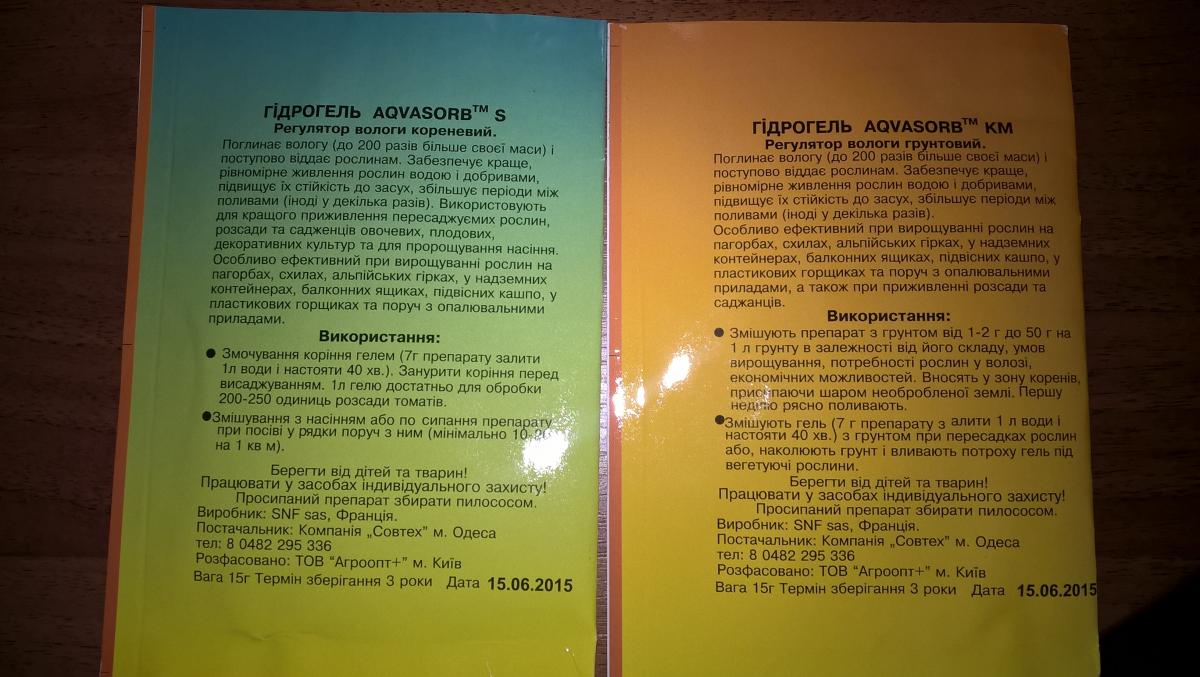 ГІДРОГЕЛЬ AQVASORB™ S
Регулятор вологи кореневий.
Поглинає вологу (до 200 разів більше своєї маси) і
поступово віддає рослинам. Забезпечує краще,
рівномірне живлення рослин водою і добривами,
підвищує їх стійкість до засух, збільшує періоди між
поливами (іноді у декілька разів). Використовують
для кращого приживлення пересаджуємих рослин,
розсади та садженців овочевих, плодових,
декоративних культур та для пророщування насіння.
Особливо ефективний при вирощуванні рослин на
пагорбах, схилах, альпійських гірках, у надземних
контейнерах, балконних ящиках, підвісних кашпо, у
пластикових горщиках та поруч з опалювальними
приладами.
Використання:
● Змочування коріння гелем (7г препарату залити
1л води і настояти 40 хв.). Занурити коріння перед
висаджуванням. 1л гелю достатньо для обробки
200-250 одиниць розсади томатів.
●Змішування з насінням або по сипання препарату
при посіві у рядки поруч з ним (мінімально
на 1 кв м).
Берегти від дітей та тварин!
Працювати у засобах індивідуального захисту!
Просипаний препарат збирати пилососом.
Виробник: SNF sas, Франція.
Постачальник: Компанія „Совтех” м. Одеса
тел: 8 0482 295 336
Розфасовано: ТОВ “Агроопт+” м. Київ
Вага 15г Термін зберігання 3 роки Дата 15.06.2015
ГІДРОГЕЛЬ AQVASORB™ КМ
Регулятор вологи грунтовий.
Поглинає вологу (до 200 разів більше своєї маси) і
поступово віддає рослинам. Забезпечує краще,
рівномірне живлення рослин водою і добривами,
підвищує їх стійкість до засух, збільшує періоди між
поливами (іноді у декілька разів).
Особливо ефективний при вирощуванні рослин на
пагорбах, схилах, альпійських гірках, у надземних
контейнерах, балконних ящиках, підвісних кашпо, у
пластикових горщиках та поруч з опалювальними
приладами, а також при приживленні розсади та
саджанців.
Використання:
● Змішують препарат з грунтом від 1-2 г до 50 г на
1 л грунту в залежності від його складу, умов
вирощування, потребності рослин у волозі,
економічних можливостей. Вносять у зону коренів,
присипаючи шаром необробленої землі. Першу
неділю рясно поливають.
●Змішують гель (7 г препарату з алити 1 л води і
настояти 40 хв.) з грунтом при пересадках рослин
або, наколюють грунт і вливають потроху гель під
вегетуючі рослини.
Берегти від дітей та тварин!
Працювати у засобах індивідуального захисту!
Просипаний препарат збирати пилососом.
Виробник: SNF sas, Франція.
Постачальник: Компанія „Совтех” м. Одеса
тел: 8 0482 295 336
Розфасовано: ТОВ “Агроопт+” м. Київ
Вага 15г Термін зберігання 3 роки Дата 15.06.2015